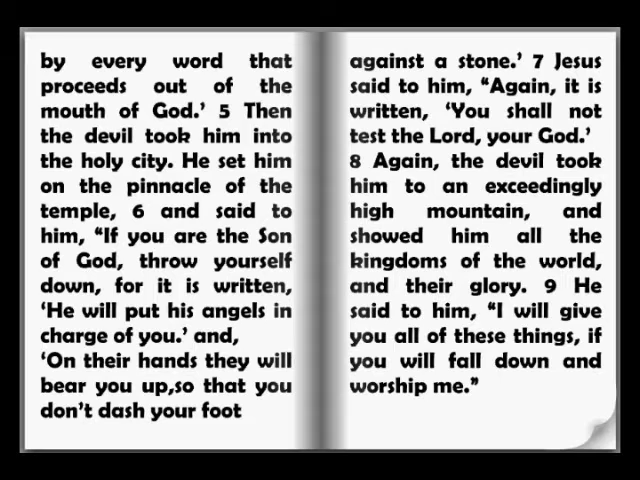 by every word that
proceeds out of the
mouth of God.’ 5 Then
the devil took him into
the holy city. He set him
on the pinnacle of the
temple, 6 and said to
him, “If you are the Son
of God, throw yourself
down, for it is written,
‘He will put his angels in
charge of you.’ and,
‘On their hands they will
bear you up,so that you
don’t dash your foot
against a stone.’ 7 Jesus
said to him, “Again, it is
written, ‘You shall not
test the Lord, your God.’
8 Again, the devil took
him to an exceedingly
high mountain, and
showed him all the
kingdoms of the world,
and their glory. 9 He
said to him, “I will give
you all of these things, if
you will fall down and
worship me.”